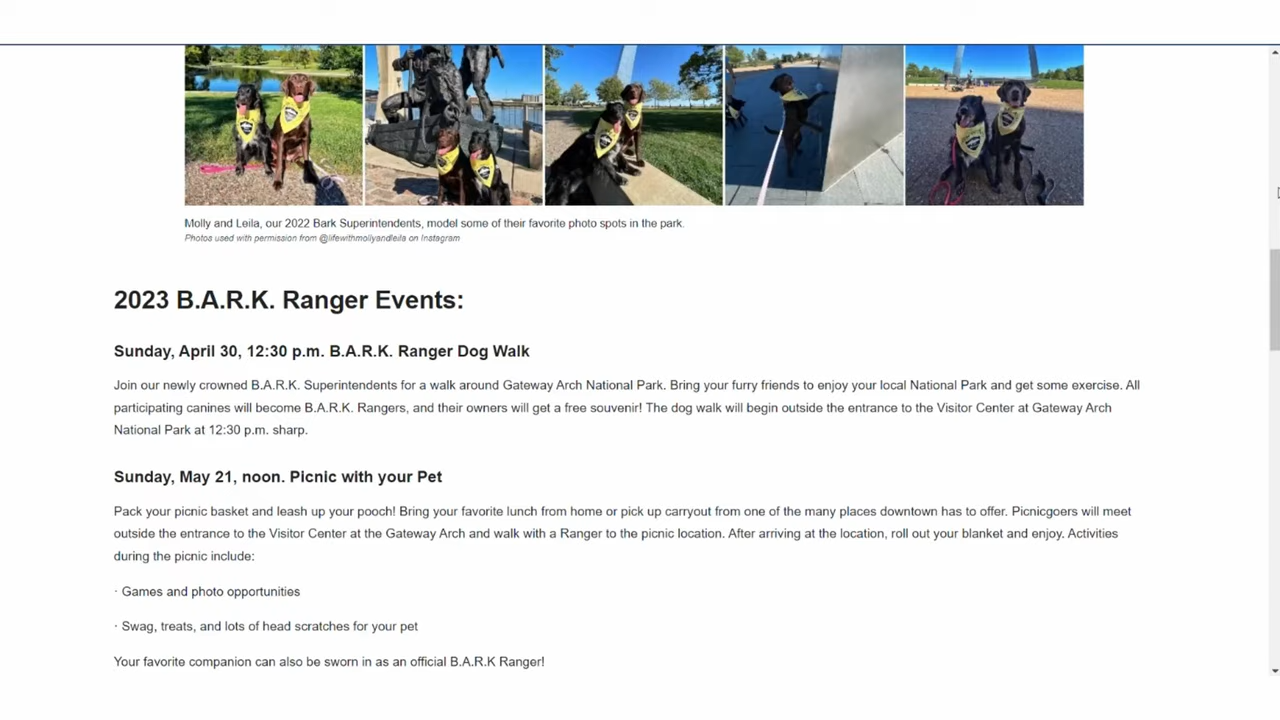 Molly and Leila, our 2022 Bark Superintendents, model some of their favorite photo spots in the park.
Photos used with permission from @lifewithmollyandleila on Instagram
2023 B.A.R.K. Ranger Events:
Sunday, April 30, 12:30 p.m. B.A.R.K. Ranger Dog Walk
Join our newly crowned B.A.R.K. Superintendents for a walk around Gateway Arch National Park. Bring your furry friends to enjoy your local National Park and get some exercise. All
participating canines will become B.A.R.K. Rangers, and their owners will get a free souvenir! The dog walk will begin outside the entrance to the Visitor Center at Gateway Arch
National Park at 12:30 p.m. sharp.
Sunday, May 21, noon. Picnic with your Pet
Pack your picnic basket and leash up your pooch! Bring your favorite lunch from home or pick up carryout from one of the many places downtown has to offer. Picnicgoers will meet
outside the entrance to the Visitor Center at the Gateway Arch and walk with a Ranger to the picnic location. After arriving at the location, roll out your blanket and enjoy. Activities
during the picnic include:
· Games and photo opportunities
· Swag, treats, and lots of head scratches for your pet
Your favorite companion can also be sworn in as an official B.A.R.K Ranger!